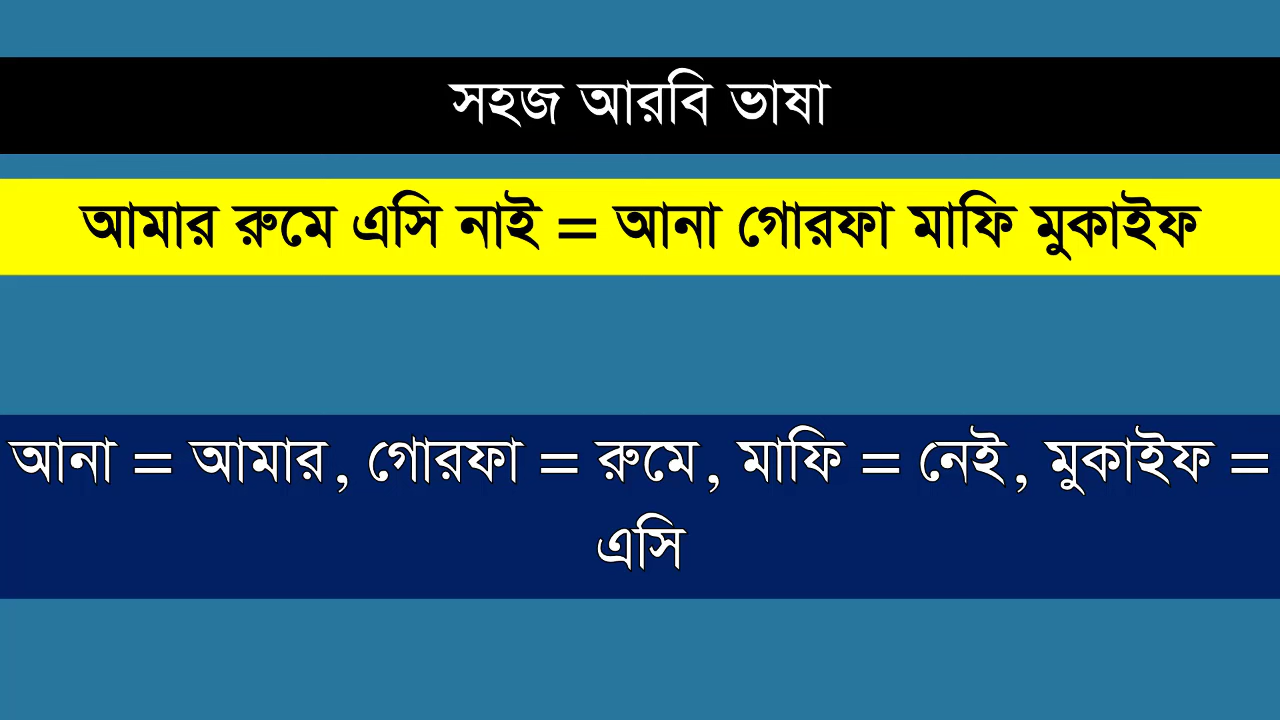 সহজ আরবি ভাষা
আমার রুমে এসি নাই = আনা গোরফা মাফি মুকাইফ
আনা = আমার, গোরফা = রুমে, মাফি = নেই, মুকাইফ =
এসি